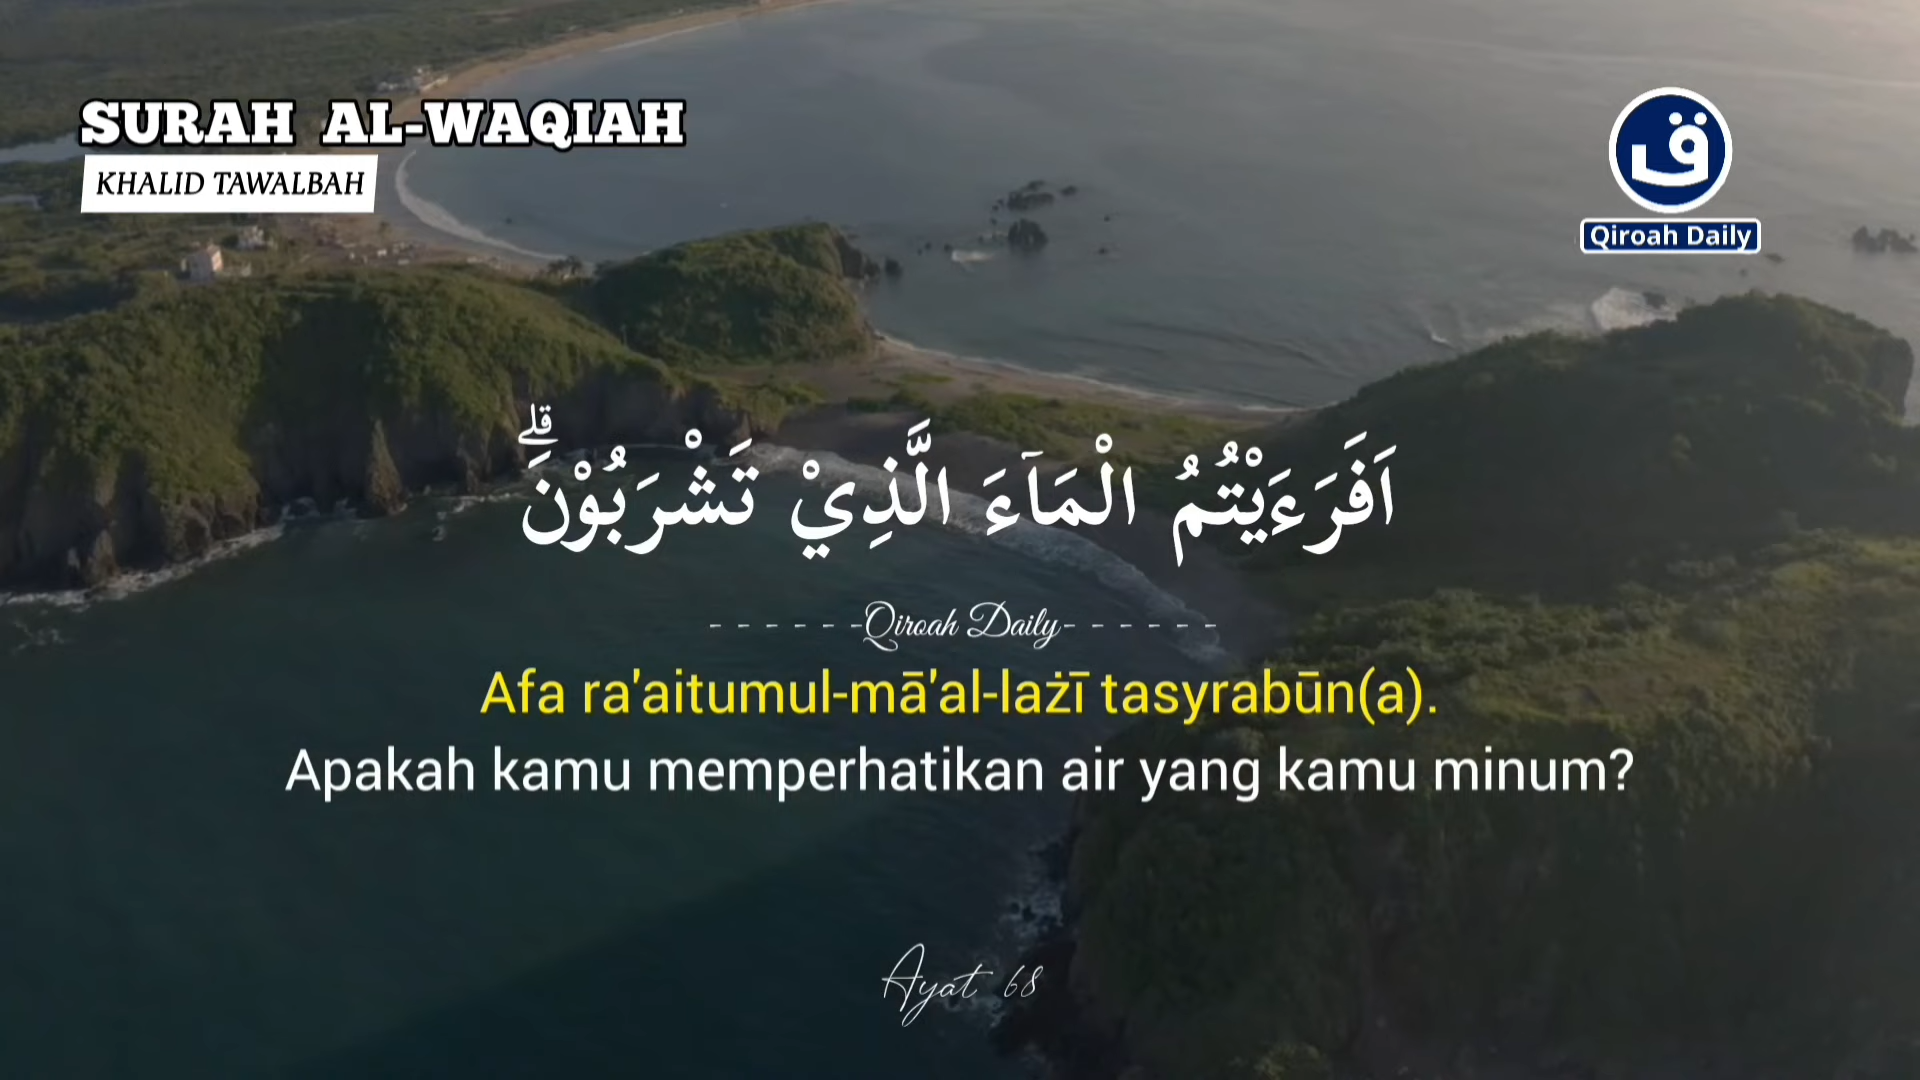 SURAH AL-WAQIAH
KHALID TAWALBAH
ق
Qiroah Daily
اَفَرَءَيْتُمُ الْمَاۤءَ الَّذِيْ تَشْرَبُوْنَۗ
Qiroah Daily
Afa ra'aitumul-mā'al-lażī tasyrabūn(a).
Apakah kamu memperhatikan air yang kamu minum?
Ayat 68